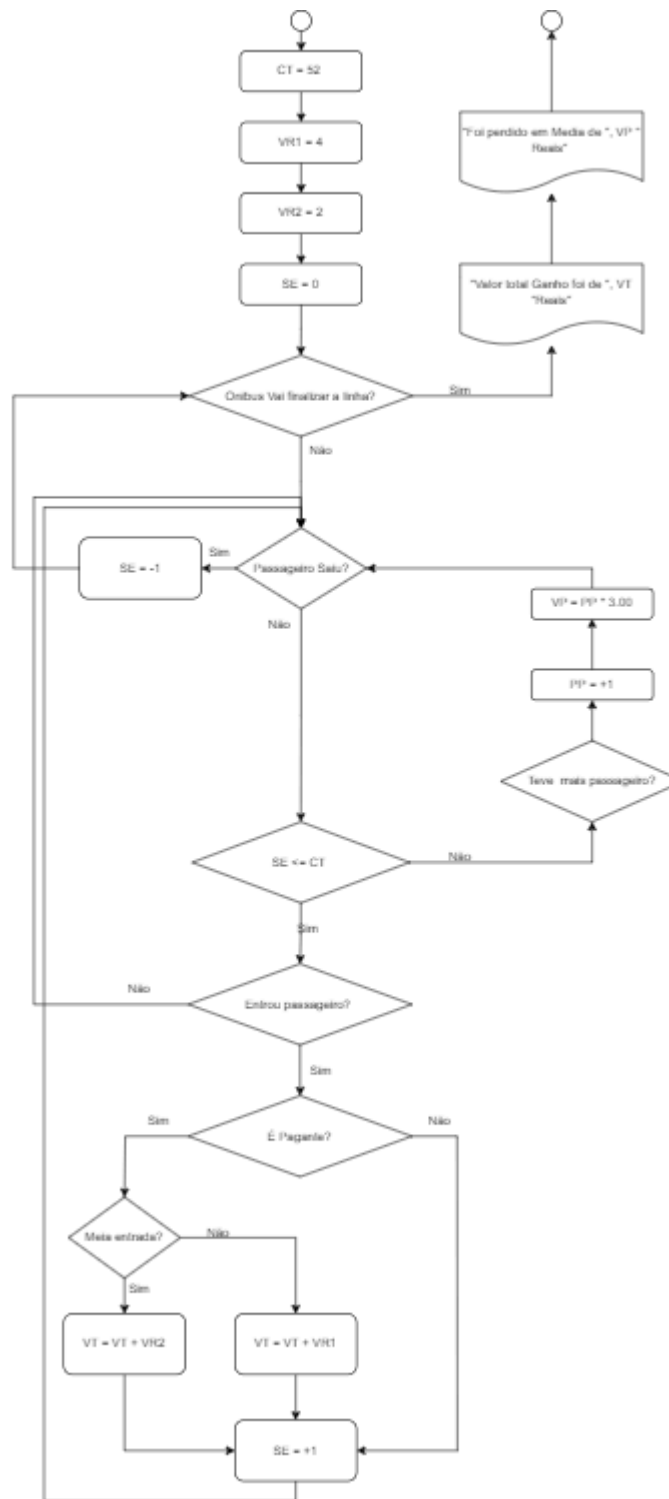 CT = 52
VR1 = 4
VR2 = 2
SE = 0
"Foi perdido em Media de ", VP "
Reais"
"Valor total Ganho foi de ", VT
"Reais"
Onibus Vai finalizar a linha?
Sim
Não
Passageiro Saiu?
Sim
SE = -1
Não
VP = PP * 3.00
PP = +1
Teve mais passageiro?
SE <= CT
Não
Sim
Entrou passageiro?
Não
Sim
É Pagante?
Sim
Não
Meia entrada?
Não
Sim
VT = VT + VR2
VT = VT + VR1
SE = +1